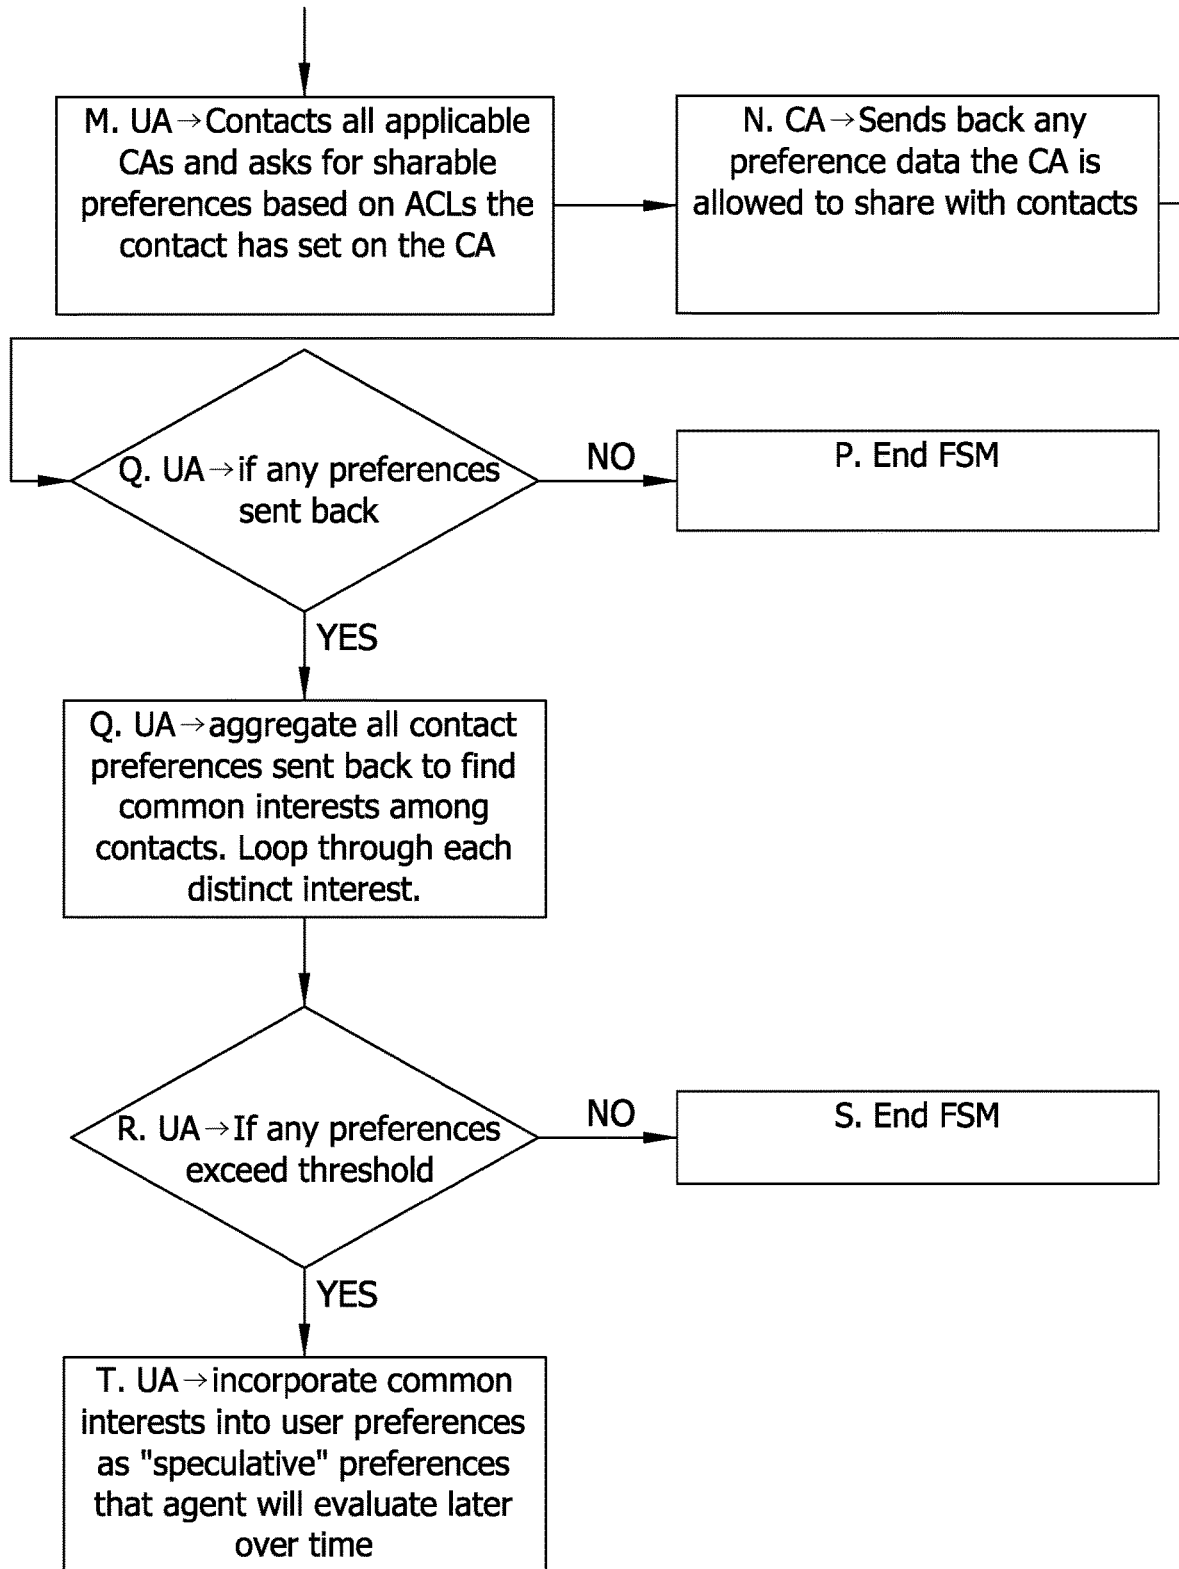 M. UA→Contacts all applicable
CAs and asks for sharable
preferences based on ACLs the
contact has set on the CA
N. CA→Sends back any
preference data the CA is
allowed to share with contacts
Q. UA→if any preferences
sent back
NO
P. End FSM
YES
Q. UA→aggregate all contact
preferences sent back to find
common interests among
contacts. Loop through each
distinct interest.
R. UA→If any preferences
exceed threshold
NO
S. End FSM
YES
T. UA→incorporate common
interests into user preferences
as "speculative" preferences
that agent will evaluate later
over time